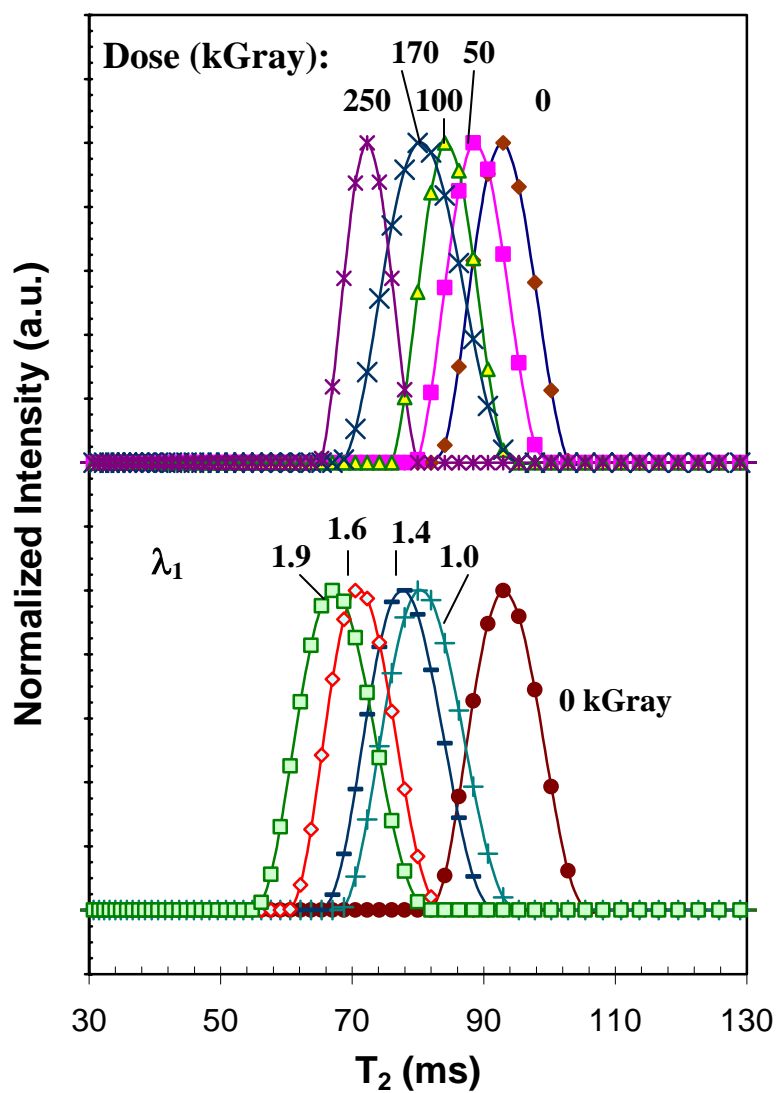 Dose (kGray):
170 50
250 100 0
Normalized Intensity (a.u.)
λ₁
1.9 1.6 1.4 1.0
0 kGray
30 50 70 90 110 130
T₂ (ms)